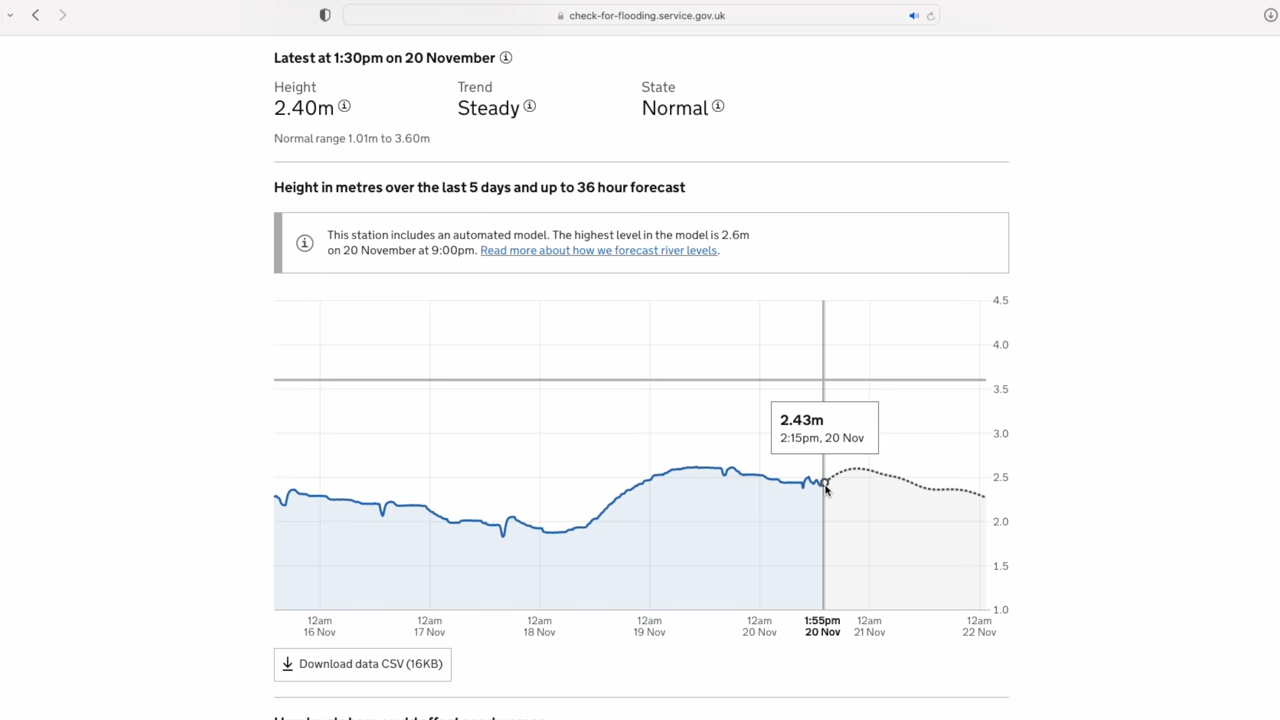 check-for-flooding.service.gov.uk
Latest at 1:30pm on 20 November
Height Trend State
2.40m Steady Normal
Normal range 1.01m to 3.60m
Height in metres over the last 5 days and up to 36 hour forecast
This station includes an automated model. The highest level in the model is 2.6m
on 20 November at 9:00pm. Read more about how we forecast river levels.
4.5
4.0
3.5
2.43m
2:15pm, 20 Nov
3.0
2.5
2.0
1.5
1.0
12am 12am 12am 12am 12am 1:55pm 12am 12am
16 Nov 17 Nov 18 Nov 19 Nov 20 Nov 20 Nov 21 Nov 22 Nov
Download data CSV (16KB)